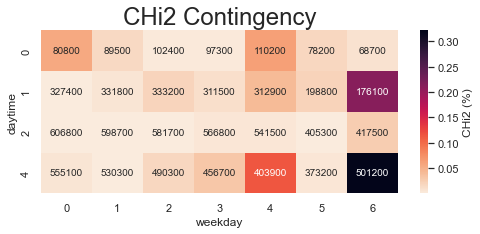 CHi2 Contingency
0 80800 89500 102400 97300 110200 78200 68700
1 327400 331800 333200 311500 312900 198800 176100
2 606800 598700 581700 566800 541500 405300 417500
4 555100 530300 490300 456700 403900 373200 501200
0 1 2 3 4 5 6
weekday
daytime
0.30
0.25
0.20
0.15
0.10
0.05
CHi2 (%)